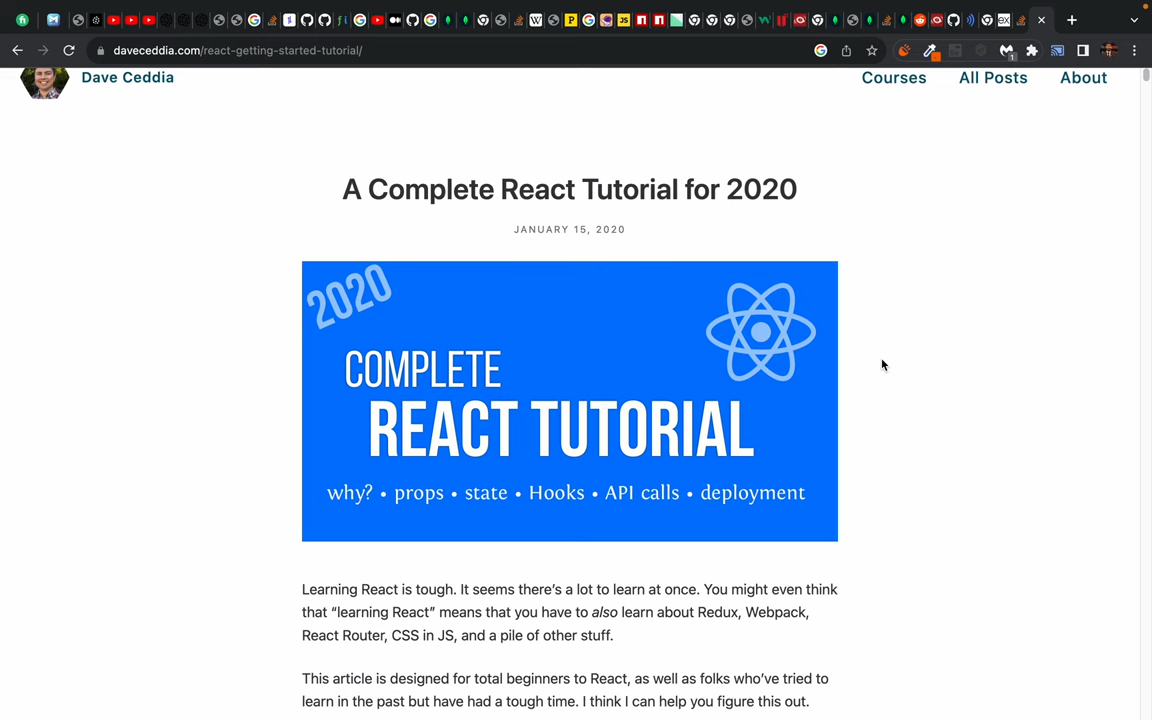 daveceddia.com/react-getting-started-tutorial/
Dave Ceddia
Courses
All Posts
About
A Complete React Tutorial for 2020
JANUARY 15, 2020
2020
COMPLETE
REACT TUTORIAL
why? • props • state • Hooks • API calls • deployment
Learning React is tough. It seems there's a lot to learn at once. You might even think
that “learning React” means that you have to also learn about Redux, Webpack,
React Router, CSS in JS, and a pile of other stuff.
This article is designed for total beginners to React, as well as folks who've tried to
learn in the past but have had a tough time. I think I can help you figure this out.